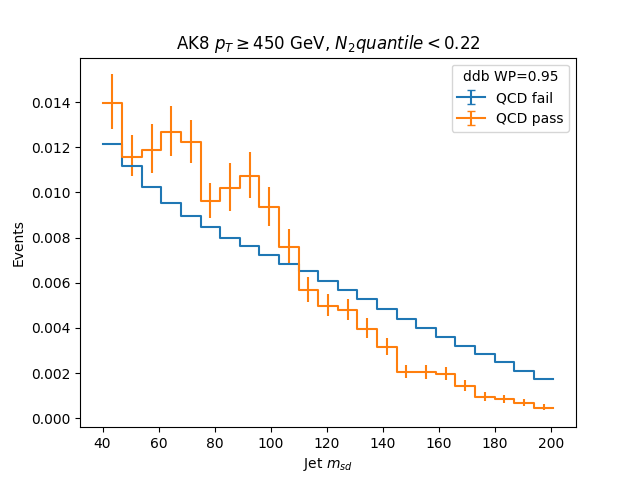 AK8 $p_T \geq 450$ GeV, $N_2quantile < 0.22$
ddb WP=0.95
QCD fail
QCD pass
Events
0.014
0.012
0.010
0.008
0.006
0.004
0.002
0.000
40 60 80 100 120 140 160 180 200
Jet $m_{sd}$